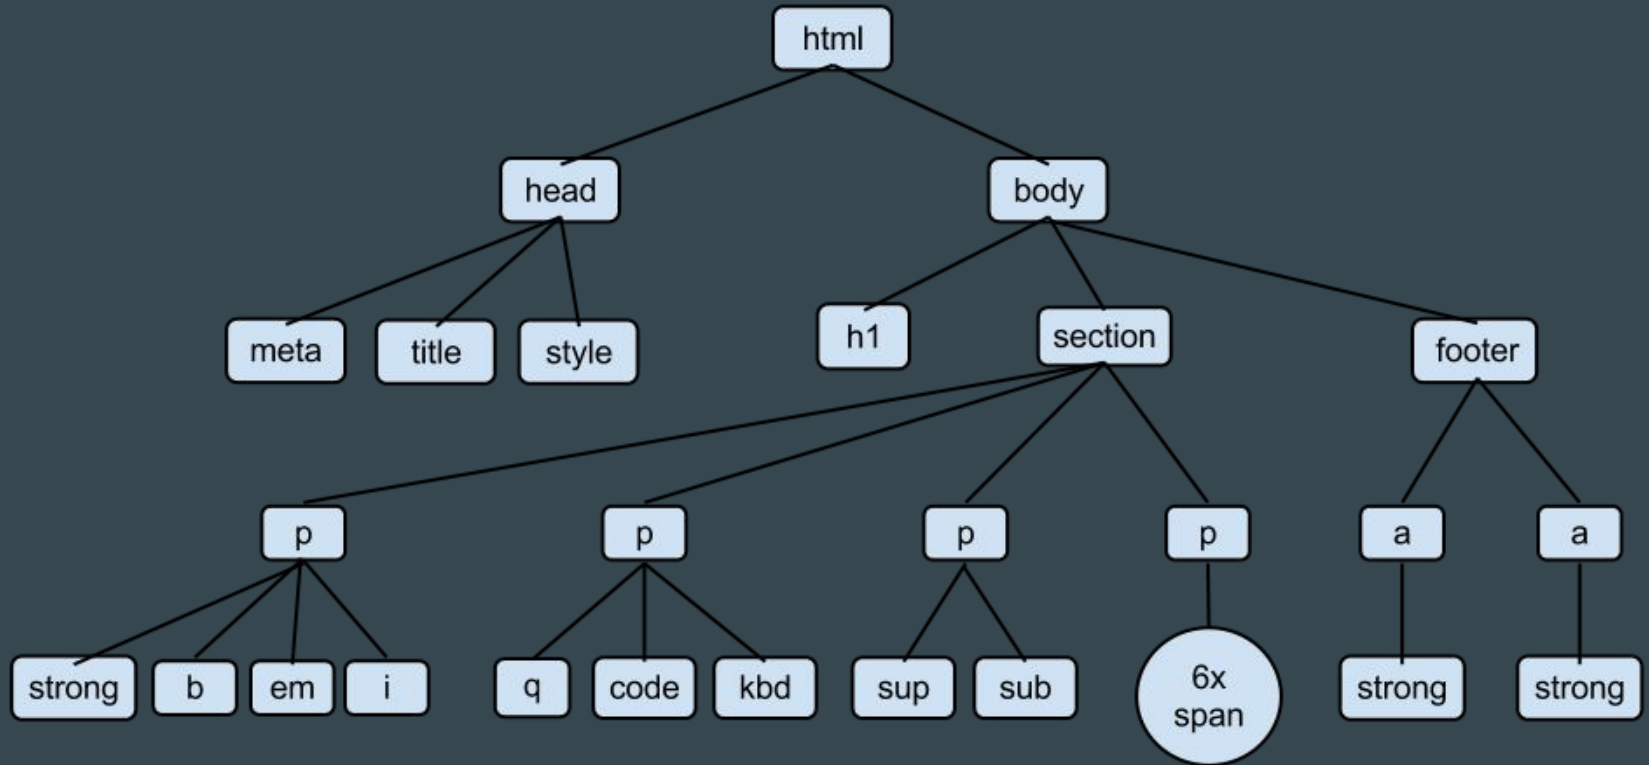 html
head
body
meta
title
style
h1
section
footer
p
p
p
p
a
a
strong
b
em
i
q
code
kbd
sup
sub
6x
span
strong
strong